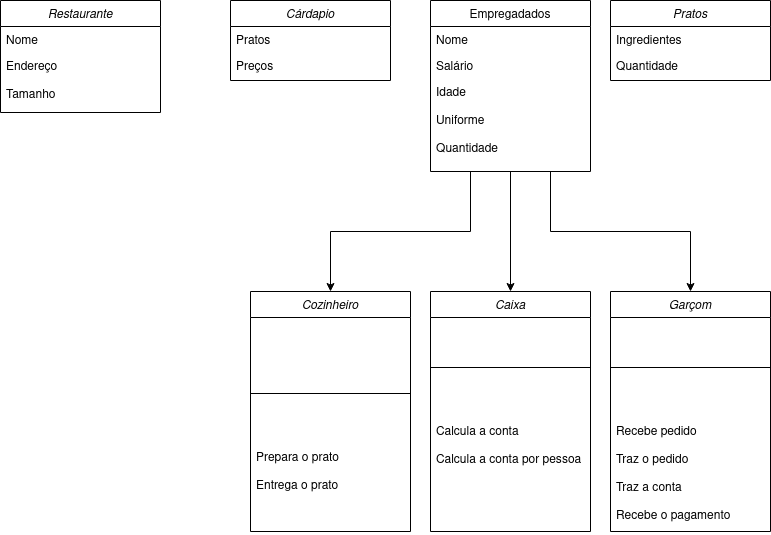 Restaurante
Nome
Endereço
Tamanho
Cárdapio
Pratos
Preços
Empregadados
Nome
Salário
Idade
Uniforme
Quantidade
Pratos
Ingredientes
Quantidade
Cozinheiro
Prepara o prato
Entrega o prato
Caixa
Calcula a conta
Calcula a conta por pessoa
Garçom
Recebe pedido
Traz o pedido
Traz a conta
Recebe o pagamento